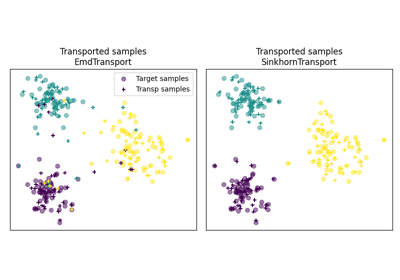 Transported samples
EmdTransport
Target samples
Transp samples
Transported samples
SinkhornTransport